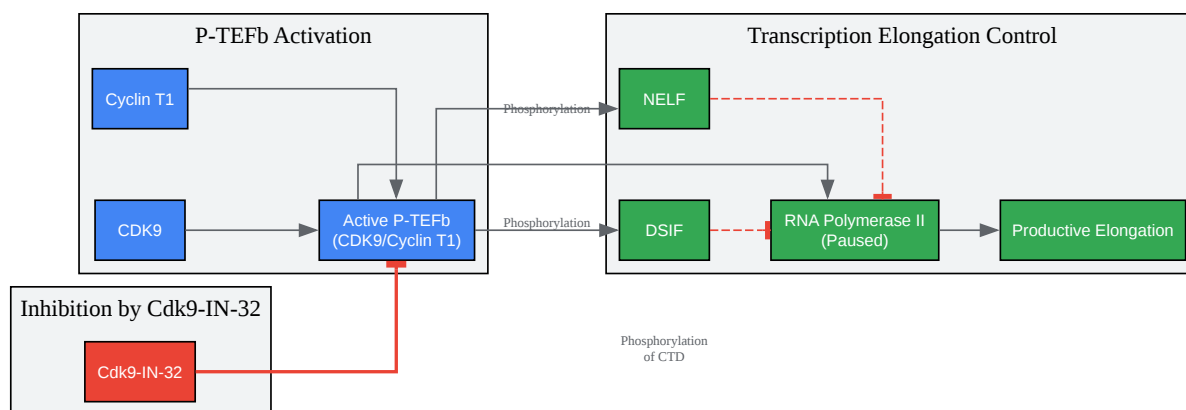 P-TEFb Activation
Transcription Elongation Control
Cyclin T1
Phosphorylation
NELF
CDK9
Active P-TEFb
(CDK9/Cyclin T1)
Phosphorylation
DSIF
RNA Polymerase II
(Paused)
Productive Elongation
Inhibition by Cdk9-IN-32
Cdk9-IN-32
Phosphorylation
of CTD